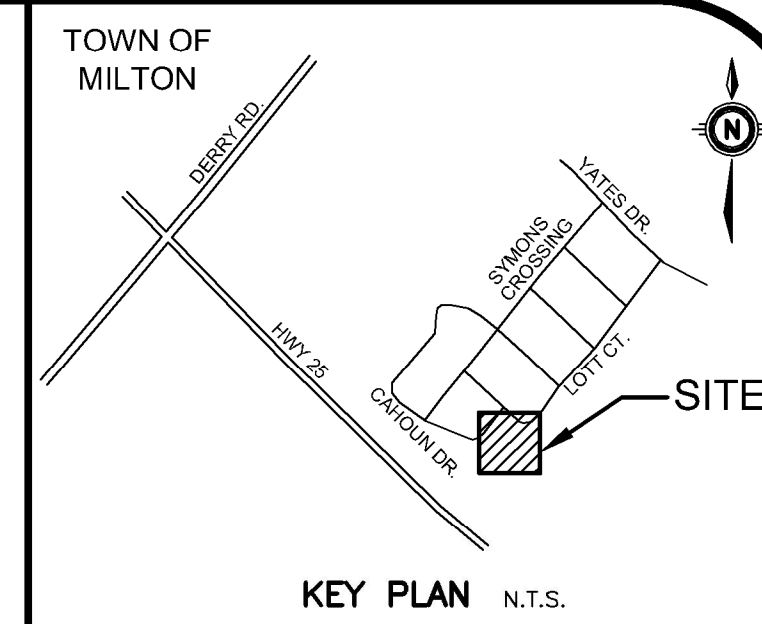 TOWN OF
MILTON
DERRY RD.
N
YATES DR.
SYMONS
CROSSING
HWY 25
LOTT CT.
CAHOUN DR.
SITE
KEY PLAN N.T.S.